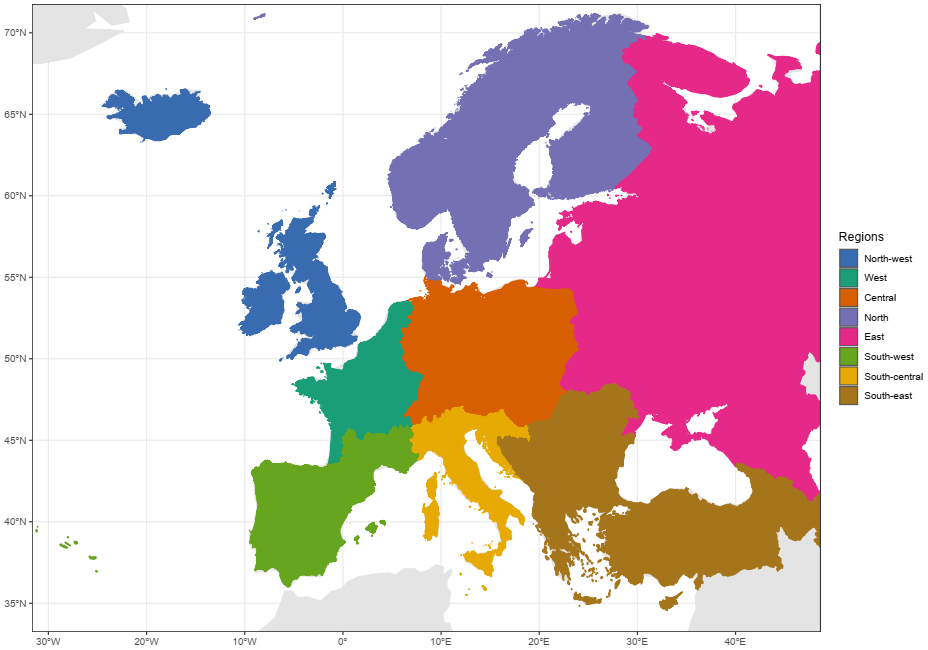 70°N
65°N
60°N
55°N
50°N
45°N
40°N
35°N
30°W
20°W
10°W
0°
10°E
20°E
30°E
40°E
Regions
North-west
West
Central
North
East
South-west
South-central
South-east